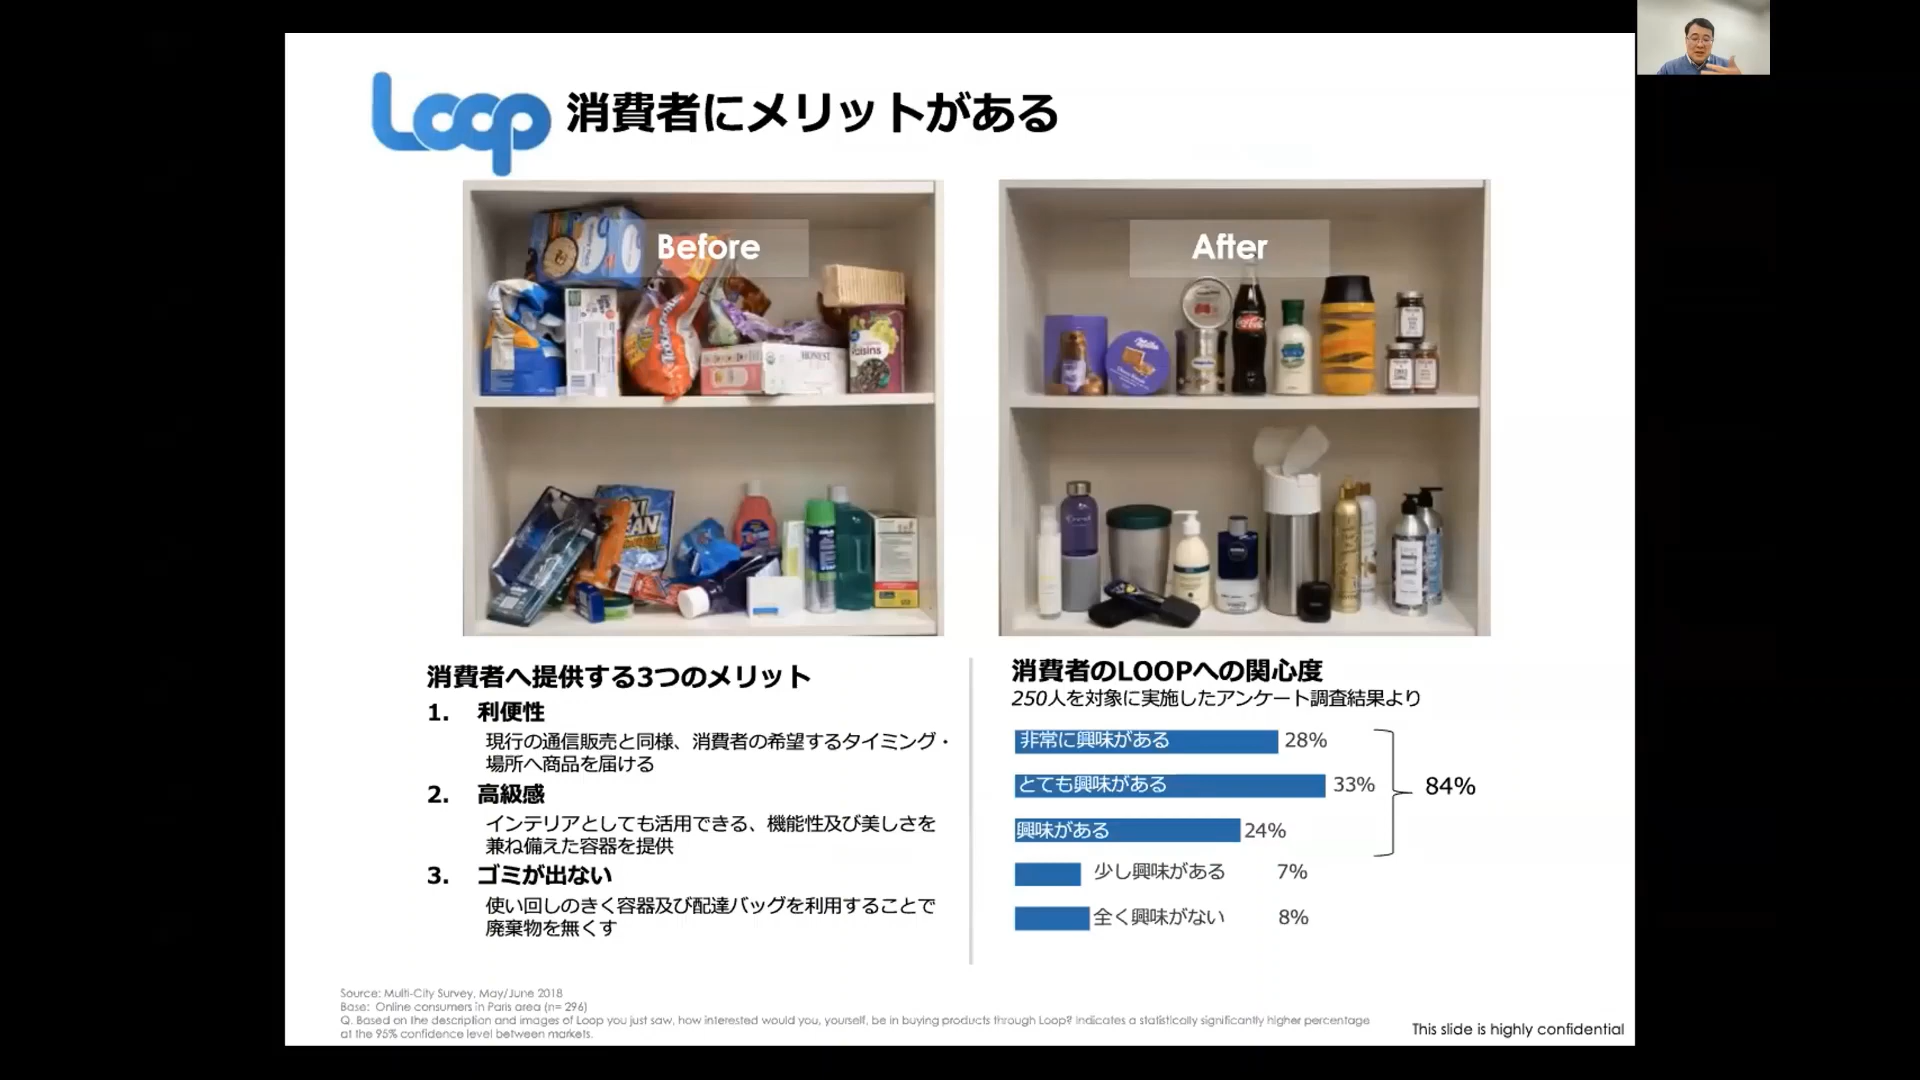 Loop 消費者にメリットがある
Before
After
raisins
HONEST
OXI
CLEAN
Coca-Cola
Milka
NIVEA
消費者へ提供する3つのメリット
1. 利便性
現行の通信販売と同様、消費者の希望するタイミング・
場所へ商品を届ける
2. 高級感
インテリアとしても活用できる、機能性及び美しさを
兼ね備えた容器を提供
3. ゴミが出ない
使い回しのきく容器及び配達バッグを利用することで
廃棄物を無くす
消費者のLOOPへの関心度
250人を対象に実施したアンケート調査結果より
非常に興味がある 28%
とても興味がある 33%
84%
興味がある 24%
少し興味がある 7%
全く興味がない 8%
Source: Multi-City Survey, May/June 2018
Base: Online consumers in Paris area (n= 296)
Q. Based on the description and images of Loop you just saw, how interested would you, yourself, be in buying products through Loop? Indicates a statistically significantly higher percentage
at the 95% confidence level between markets.
This slide is highly confidential